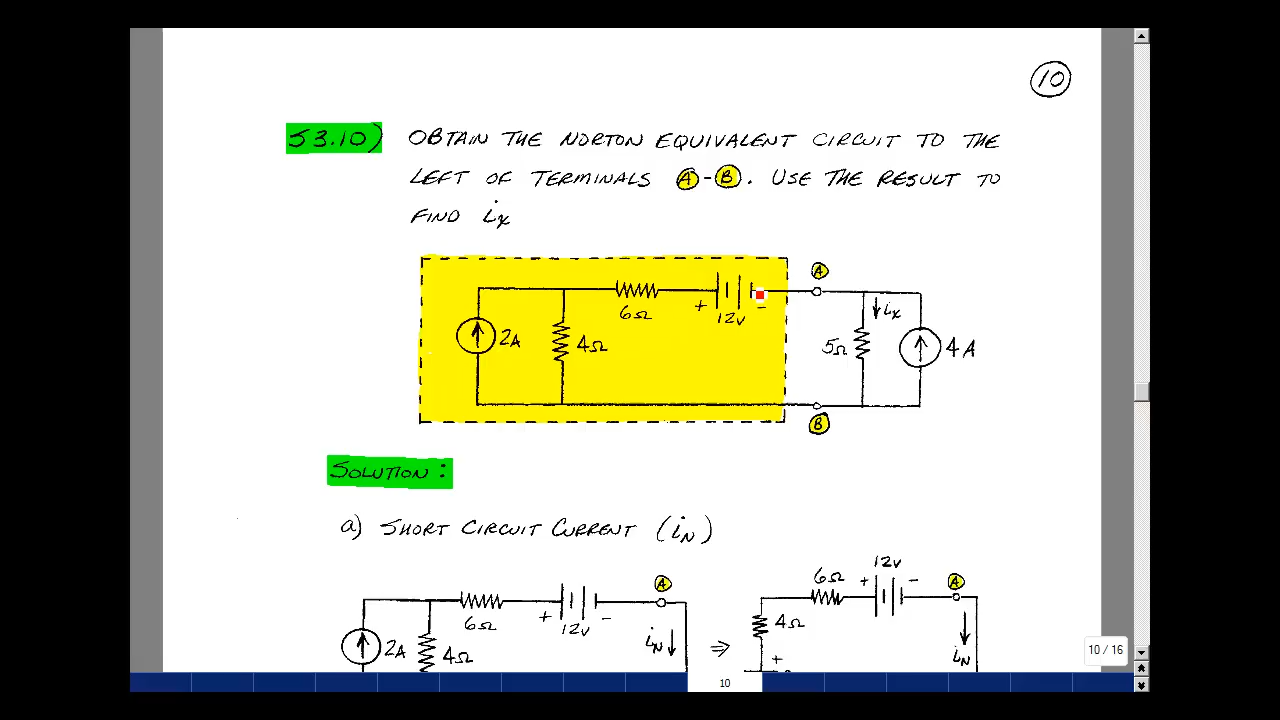 10
S3.10) OBTAIN THE NORTON EQUIVALENT CIRCUIT TO THE
LEFT OF TERMINALS A-B. USE THE RESULT TO
FIND ix
A
+ 12V -
6Ω
ix
2A
4Ω
5Ω
4A
B
SOLUTION:
a) SHORT CIRCUIT CURRENT (iN)
12V
6Ω + - A
A
6Ω + 12V -
4Ω
2A 4Ω iN ⇒ iN
+
10 / 16
10